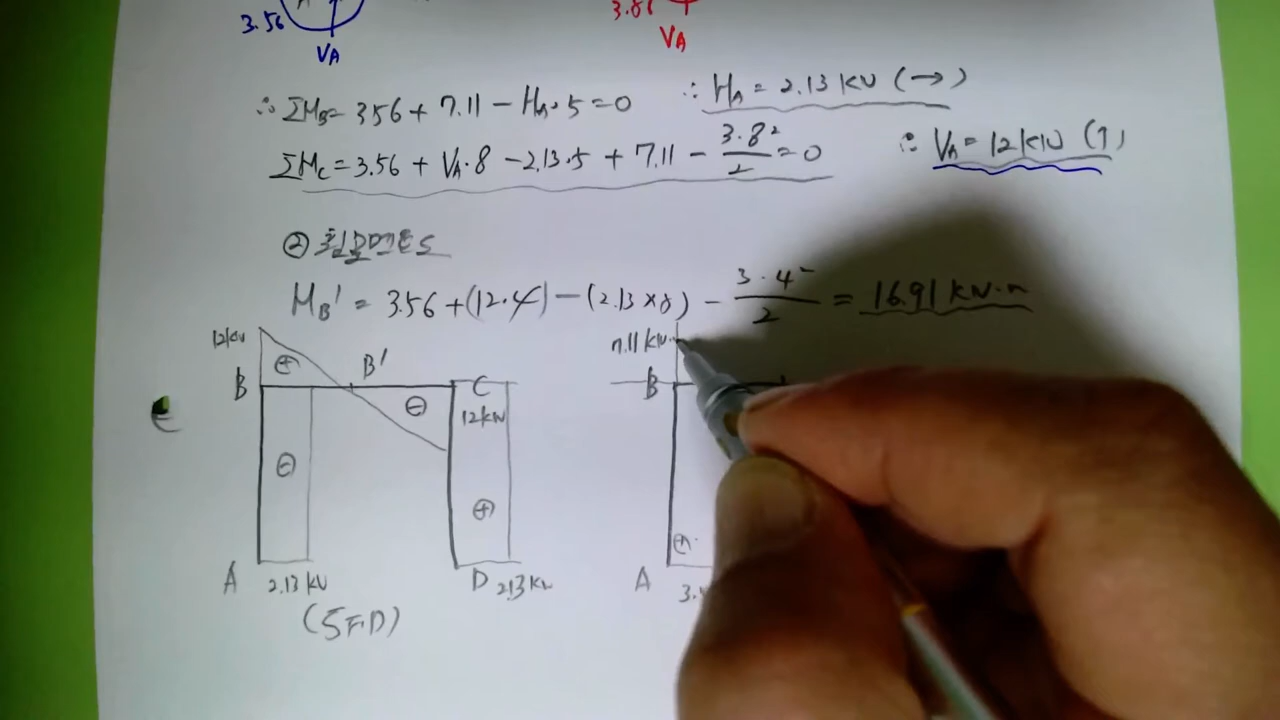 3.56
VA
3.86
VA
∴ ΣMB= 3.56 + 7.11 - HA·5 = 0 ∴ HA = 2.13 kN (→)
ΣMC = 3.56 + VA·8 - 2.13·5 + 7.11 - 3·8²/2 = 0 ∴ VA = 12 kN (↑)
② 휨모멘트
MB' = 3.56 + (12·4) - (2.13×8) - 3·4²/2 = 16.91 kN·m
12kN ⊕ B'
B ⊖ C
12kN
⊖ ⊕
A 2.13 kN D 2.13 kN
(S.F.D)
7.11 kN·
B
A